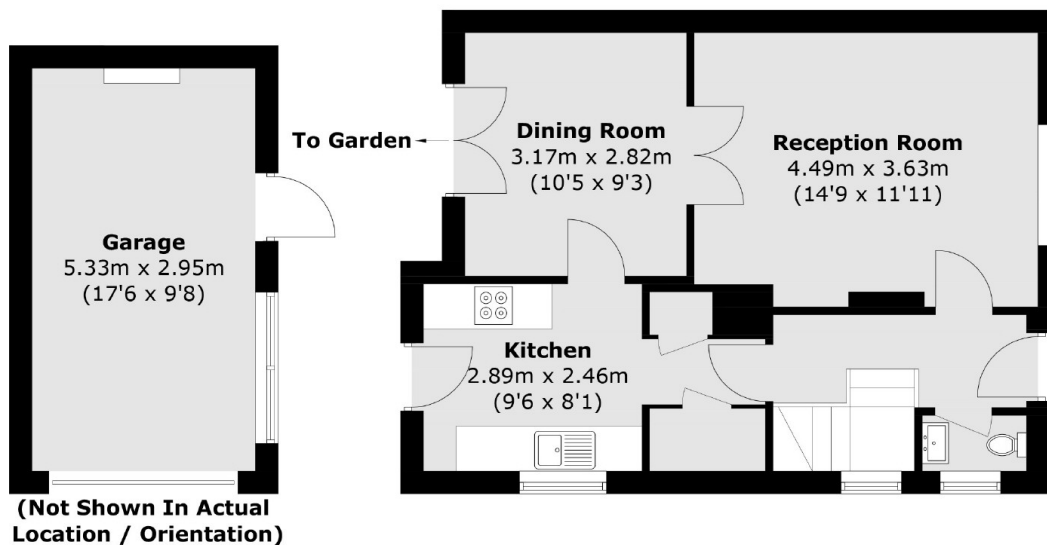 To Garden
Dining Room
3.17m x 2.82m
(10'5 x 9'3)
Reception Room
4.49m x 3.63m
(14'9 x 11'11)
Garage
5.33m x 2.95m
(17'6 x 9'8)
Kitchen
2.89m x 2.46m
(9'6 x 8'1)
(Not Shown In Actual
Location / Orientation)